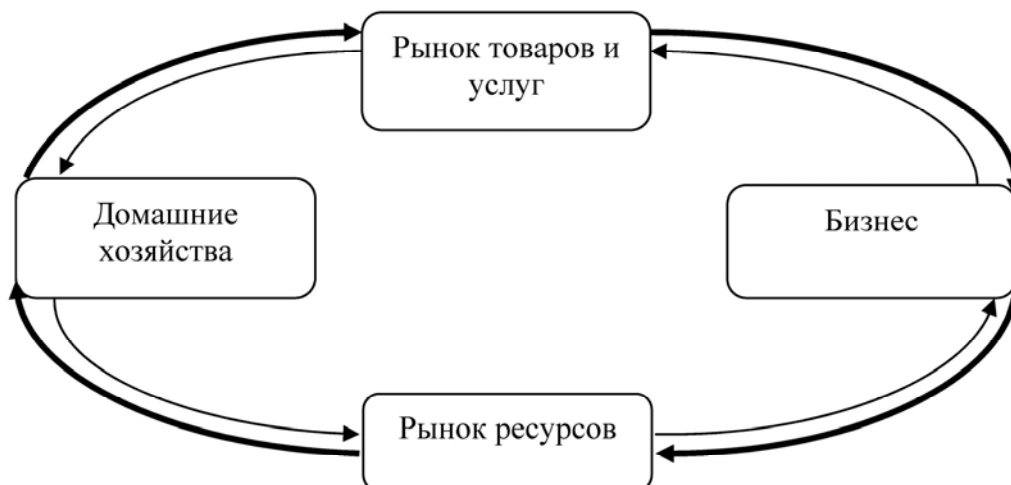 Рынок товаров и
услуг
Домашние
хозяйства
Бизнес
Рынок ресурсов